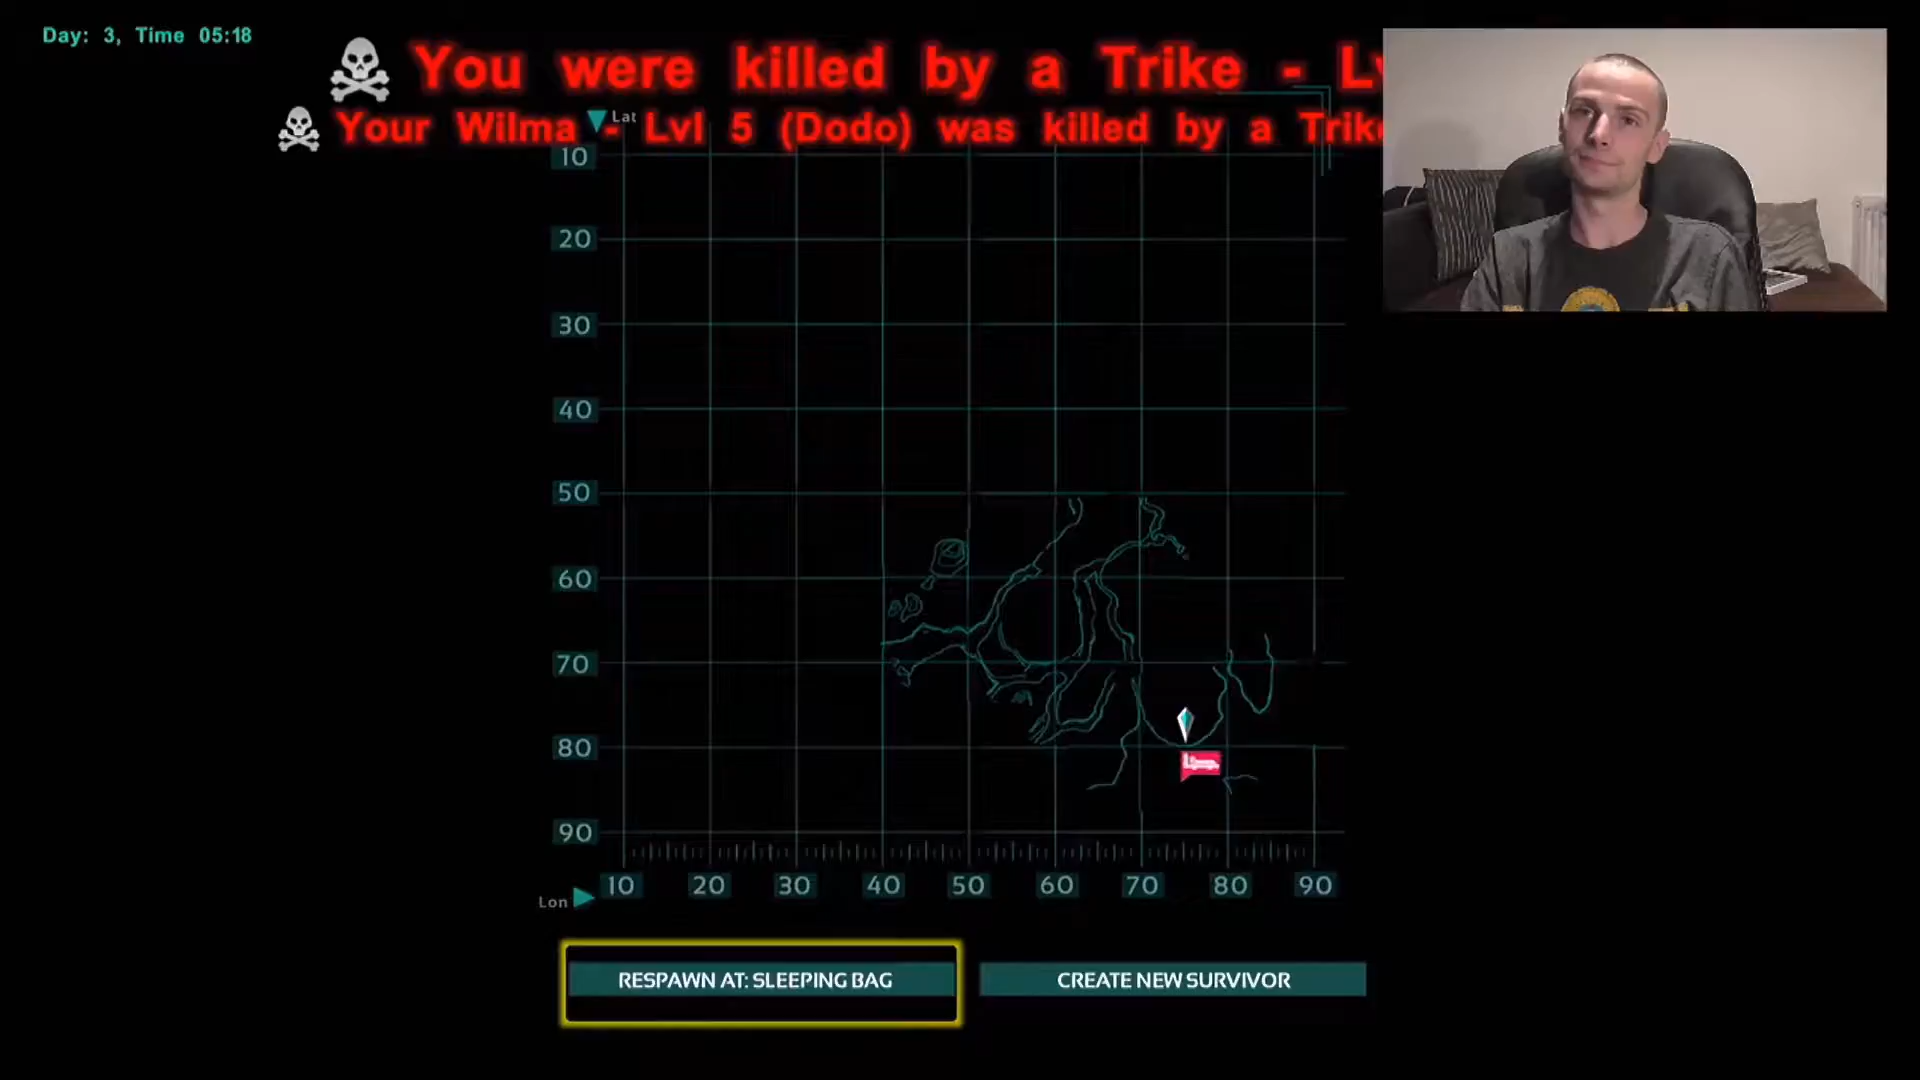 Day: 3, Time 05:18
You were killed by a Trike -
Your Wilma - Lvl 5 (Dodo) was killed by a
Lat
10
20
30
40
50
60
70
80
90
10 20 30 40 50 60 70 80 90
Lon
RESPAWN AT: SLEEPING BAG
CREATE NEW SURVIVOR